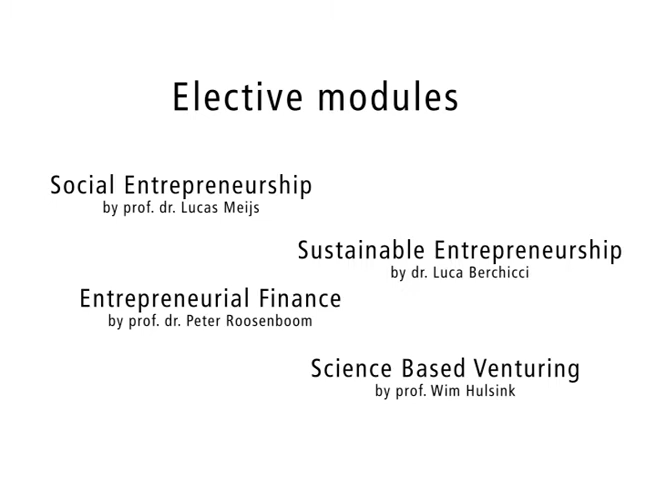 Elective modules
Social Entrepreneurship
by prof. dr. Lucas Meijs
Sustainable Entrepreneurship
by dr. Luca Berchicci
Entrepreneurial Finance
by prof. dr. Peter Roosenboom
Science Based Venturing
by prof. Wim Hulsink